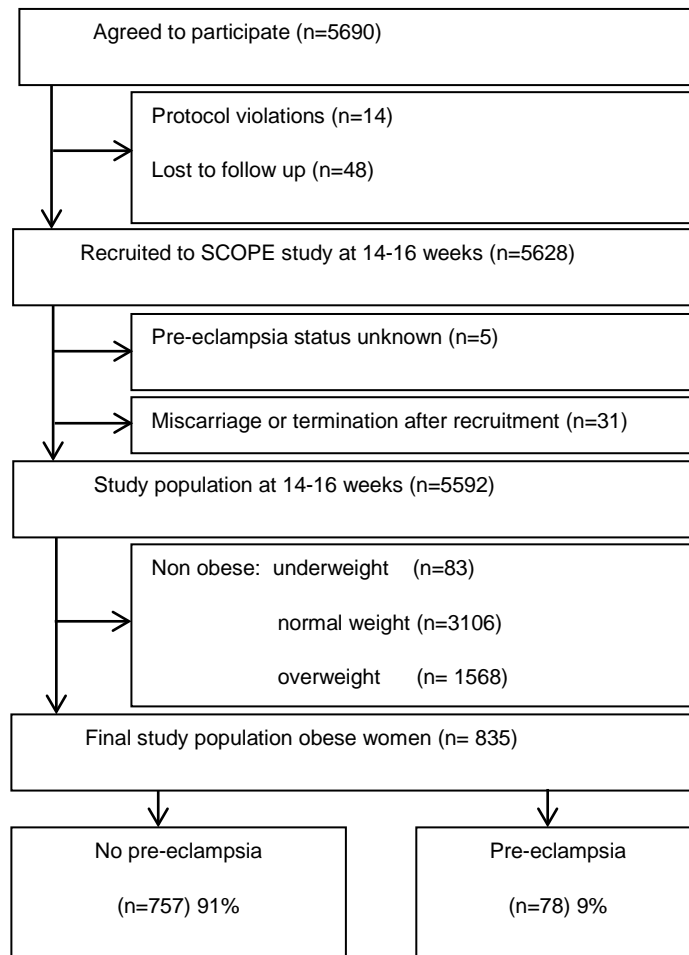 Agreed to participate (n=5690)
Protocol violations (n=14)
Lost to follow up (n=48)
Recruited to SCOPE study at 14-16 weeks (n=5628)
Pre-eclampsia status unknown (n=5)
Miscarriage or termination after recruitment (n=31)
Study population at 14-16 weeks (n=5592)
Non obese: underweight (n=83)
normal weight (n=3106)
overweight (n= 1568)
Final study population obese women (n= 835)
No pre-eclampsia
(n=757) 91%
Pre-eclampsia
(n=78) 9%